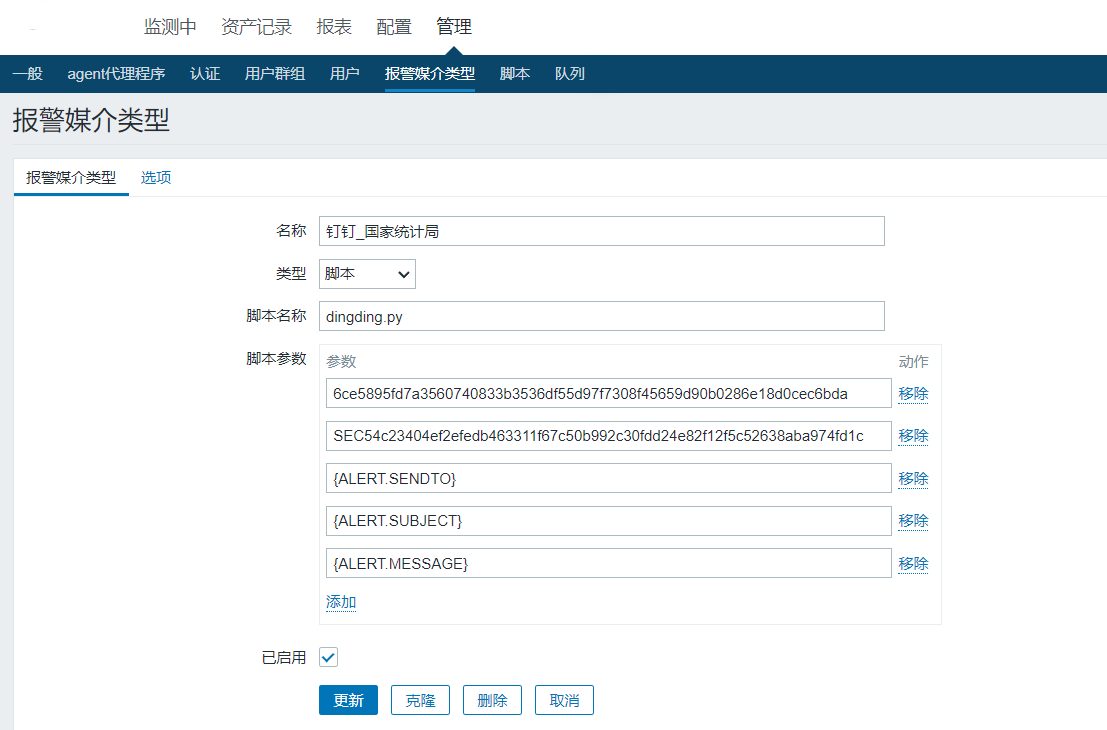 监测中 资产记录 报表 配置 管理
一般 agent代理程序 认证 用户群组 用户 报警媒介类型 脚本 队列
报警媒介类型
报警媒介类型 选项
名称 钉钉_国家统计局
类型 脚本
脚本名称 dingding.py
脚本参数 参数 动作
6ce5895fd7a3560740833b3536df55d97f7308f45659d90b0286e18d0cec6bda 移除
SEC54c23404ef2efedb463311f67c50b992c30fdd24e82f12f5c52638aba974fd1c 移除
{ALERT.SENDTO} 移除
{ALERT.SUBJECT} 移除
{ALERT.MESSAGE} 移除
添加
已启用
更新 克隆 删除 取消